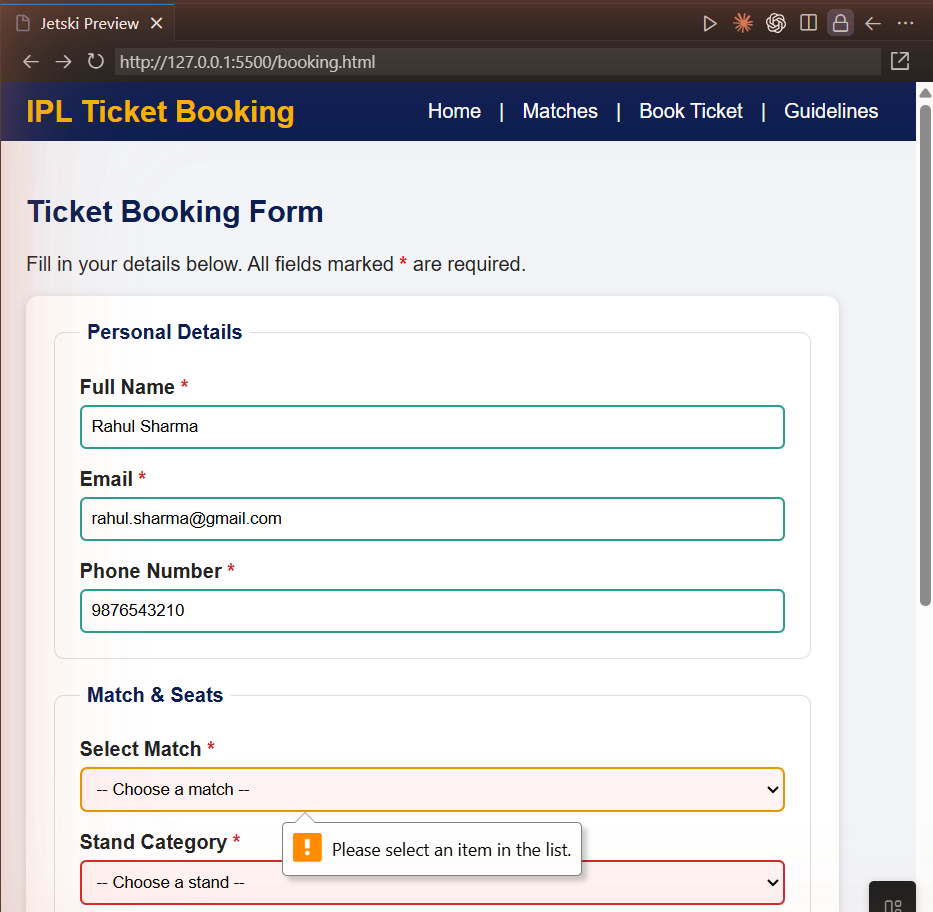 Jetski Preview
http://127.0.0.1:5500/booking.html
IPL Ticket Booking
Home | Matches | Book Ticket | Guidelines
Ticket Booking Form
Fill in your details below. All fields marked * are required.
Personal Details
Full Name *
Rahul Sharma
Email *
rahul.sharma@gmail.com
Phone Number *
9876543210
Match & Seats
Select Match *
-- Choose a match --
Please select an item in the list.
Stand Category *
-- Choose a stand --